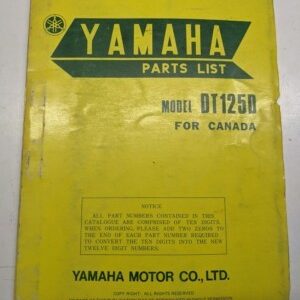 YAMAHA
PARTS LIST
MODEL DT125D
FOR CANADA
NOTICE
ALL PART NUMBERS CONTAINED IN THIS
CATALOGUE ARE COMPRISED OF TEN DIGITS.
WHEN ORDERING, PLEASE ADD TWO ZEROS TO
THE END OF EACH PART NUMBER REQUIRED
TO CONVERT THE TEN DIGITS INTO THE NEW
TWELVE DIGIT NUMBERS.
YAMAHA MOTOR CO., LTD.
COPY RIGHT: ALL RIGHTS RESERVED